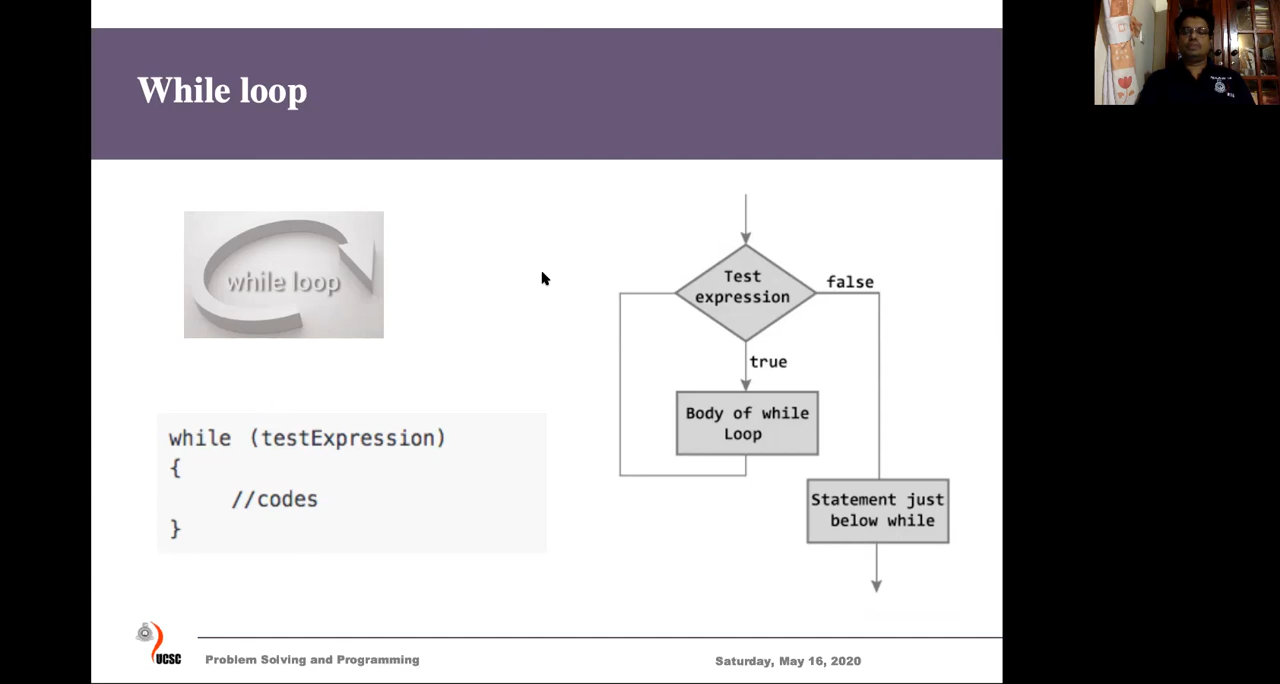 While loop
while loop
while (testExpression)
{
//codes
}
Test
expression
false
true
Body of while
Loop
Statement just
below while
UCSC
Problem Solving and Programming
Saturday, May 16, 2020